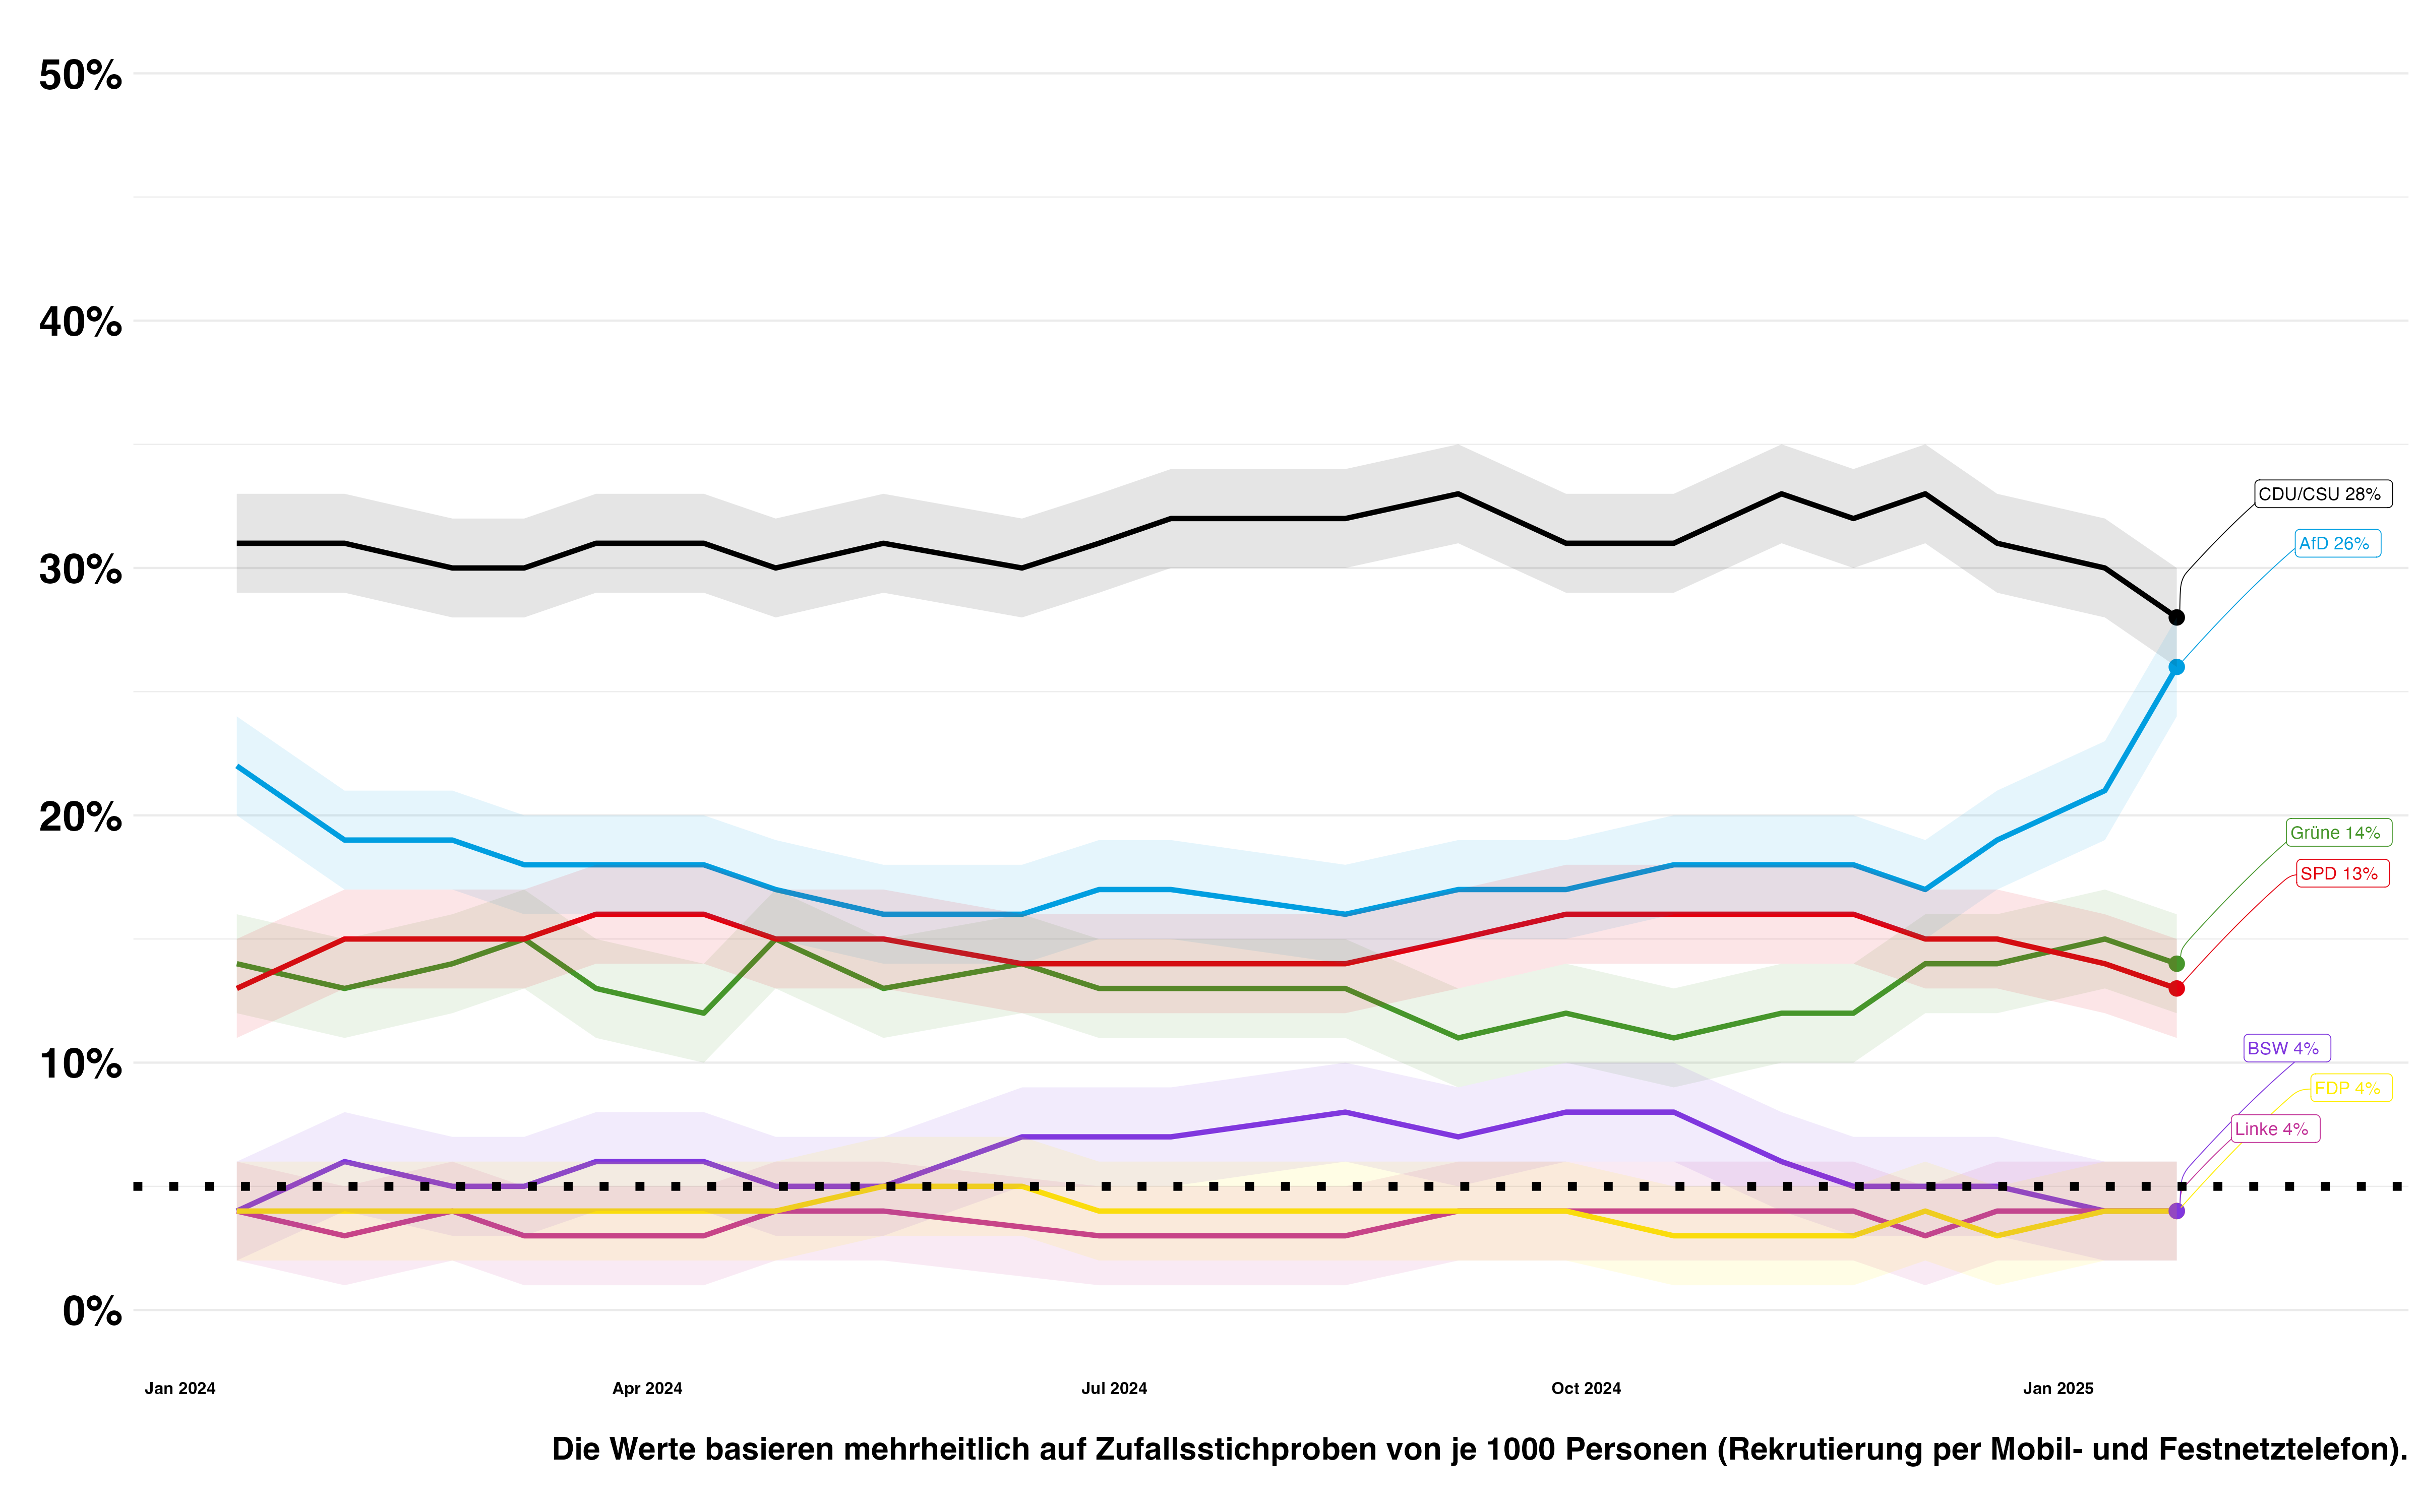 50%
40%
30%
20%
10%
0%
CDU/CSU 28%
AfD 26%
Grüne 14%
SPD 13%
BSW 4%
FDP 4%
Linke 4%
Jan 2024
Apr 2024
Jul 2024
Oct 2024
Jan 2025
Die Werte basieren mehrheitlich auf Zufallsstichproben von je 1000 Personen (Rekrutierung per Mobil- und Festnetztelefon).